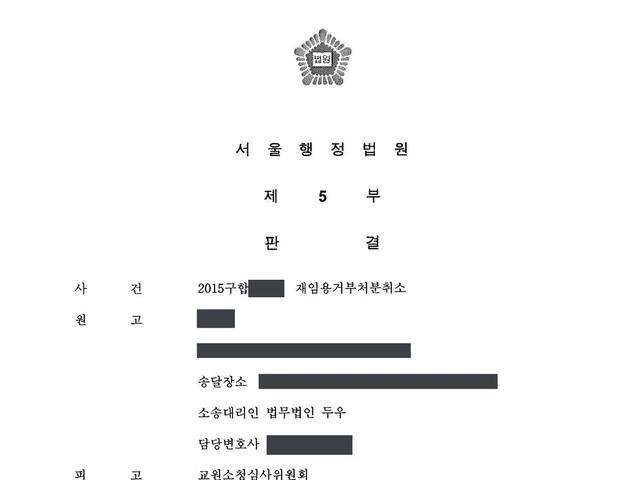 법원
서 울 행 정 법 원
제 5 부
판 결
사 건 2015구합 재임용거부처분취소
원 고
송달장소
소송대리인 법무법인 두우
담당변호사
피 고 교원소청심사위원회